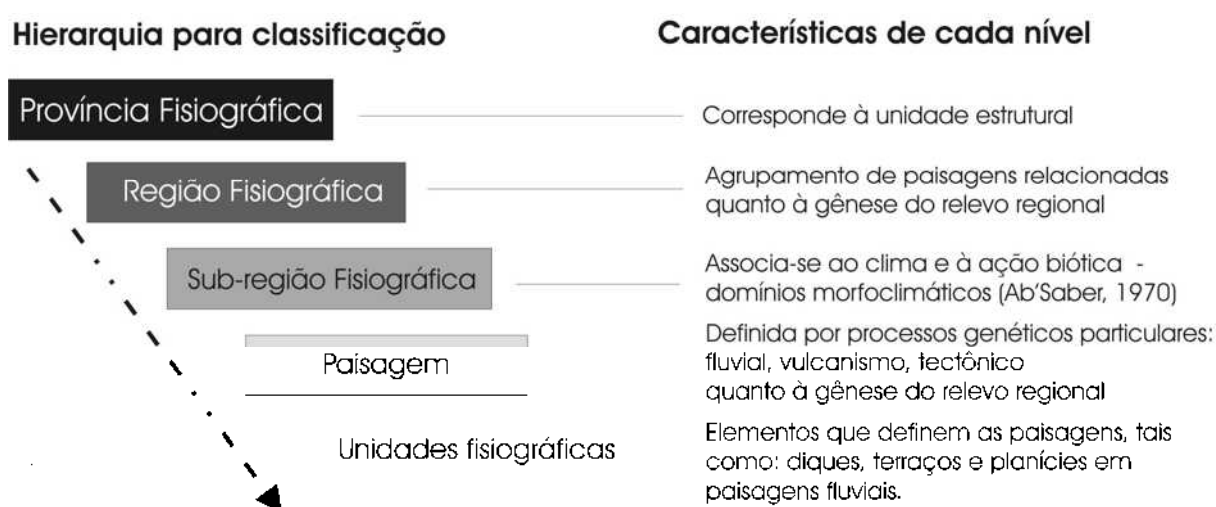 Hierarquia para classificação
Características de cada nível
Província Fisiográfica
Corresponde à unidade estrutural
Região Fisiográfica
Agrupamento de paisagens relacionadas
quanto à gênese do relevo regional
Sub-região Fisiográfica
Associa-se ao clima e à ação biótica -
domínios morfoclimáticos (Ab'Saber, 1970)
Paisagem
Definida por processos genéticos particulares:
fluvial, vulcanismo, tectônico
quanto à gênese do relevo regional
Unidades fisiográficas
Elementos que definem as paisagens, tais
como: diques, terraços e planícies em
paisagens fluviais.